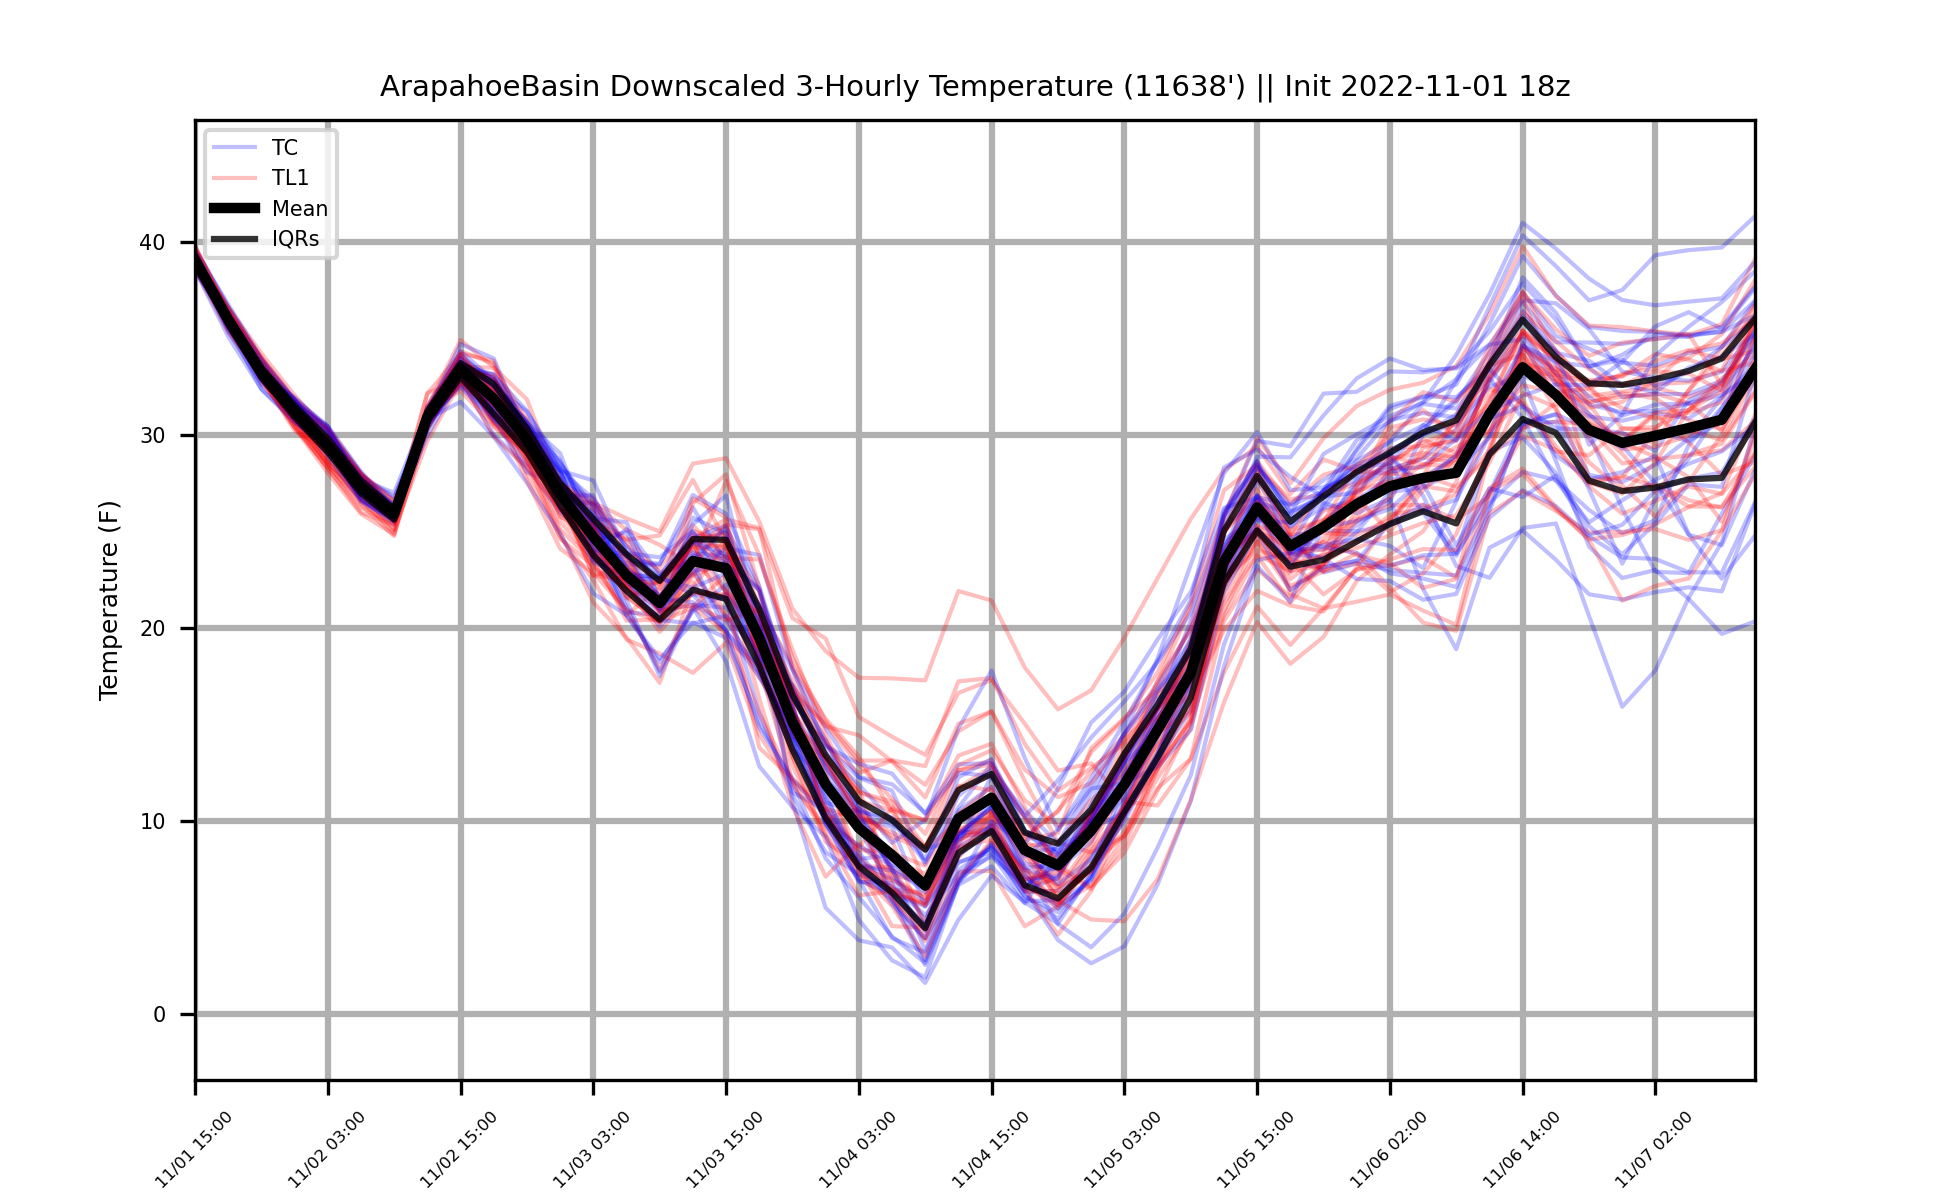 ArapahoeBasin Downscaled 3-Hourly Temperature (11638') || Init 2022-11-01 18z
TC
TL1
Mean
IQRs
Temperature (F)
40
30
20
10
0
11/01 15:00
11/02 03:00
11/02 15:00
11/03 03:00
11/03 15:00
11/04 03:00
11/04 15:00
11/05 03:00
11/05 15:00
11/06 02:00
11/06 14:00
11/07 02:00